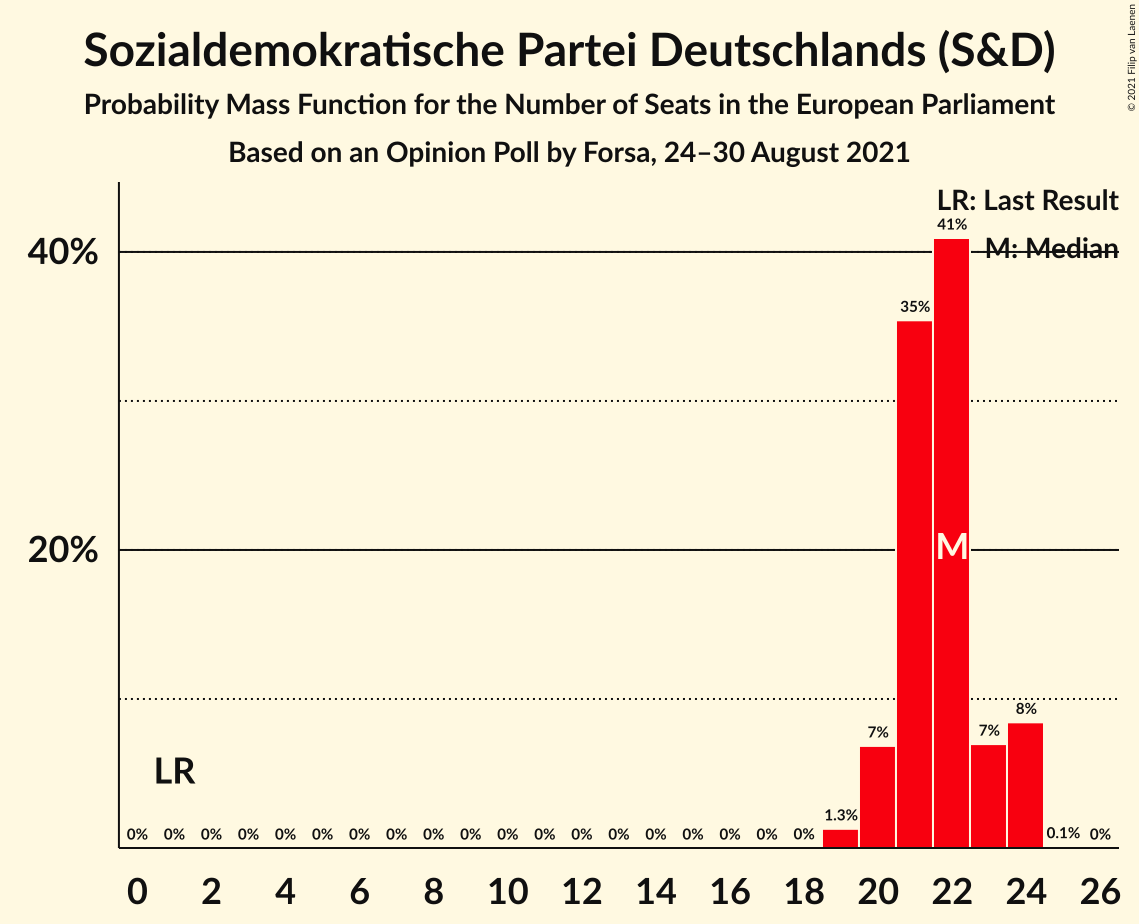 Sozialdemokratische Partei Deutschlands (S&D)
Probability Mass Function for the Number of Seats in the European Parliament
Based on an Opinion Poll by Forsa, 24–30 August 2021
© 2021 Filip van Laenen
LR: Last Result
M: Median
40%
20%
41%
35%
M
8%
7%
7%
LR
1.3%
0% 0% 0% 0% 0% 0% 0% 0% 0% 0% 0% 0% 0% 0% 0% 0% 0% 0% 0% 0.1% 0%
0 2 4 6 8 10 12 14 16 18 20 22 24 26